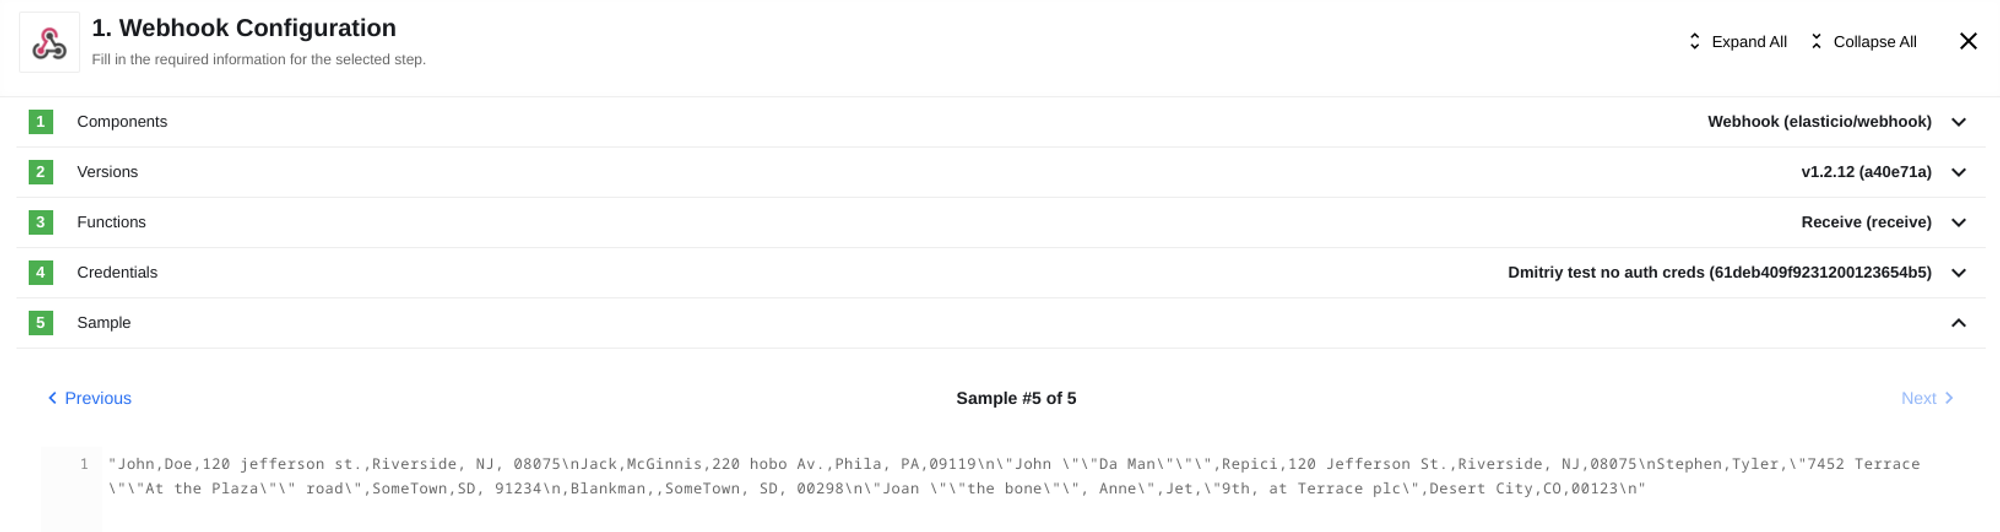 1. Webhook Configuration
Fill in the required information for the selected step.
Expand All
Collapse All
1 Components Webhook (elasticio/webhook)
2 Versions v1.2.12 (a40e71a)
3 Functions Receive (receive)
4 Credentials Dmitriy test no auth creds (61deb409f9231200123654b5)
5 Sample
Previous Sample #5 of 5 Next
1 "John,Doe,120 jefferson st.,Riverside, NJ, 08075\nJack,McGinnis,220 hobo Av.,Phila, PA,09119\n\"John \"\"Da Man\"\"\",Repici,120 Jefferson St.,Riverside, NJ,08075\nStephen,Tyler,\"7452 Terrace
\"\"At the Plaza\"\" road\",SomeTown,SD, 91234\n,Blankman,,SomeTown, SD, 00298\n\"Joan \"\"the bone\"\", Anne\",Jet,\"9th, at Terrace plc\",Desert City,CO,00123\n"